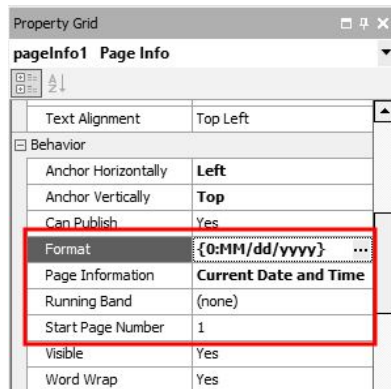 Property Grid
pageInfo1 Page Info
Text Alignment Top Left
Behavior
Anchor Horizontally Left
Anchor Vertically Top
Can Publish Yes
Format {0:MM/dd/yyyy} ...
Page Information Current Date and Time
Running Band (none)
Start Page Number 1
Visible Yes
Word Wrap Yes